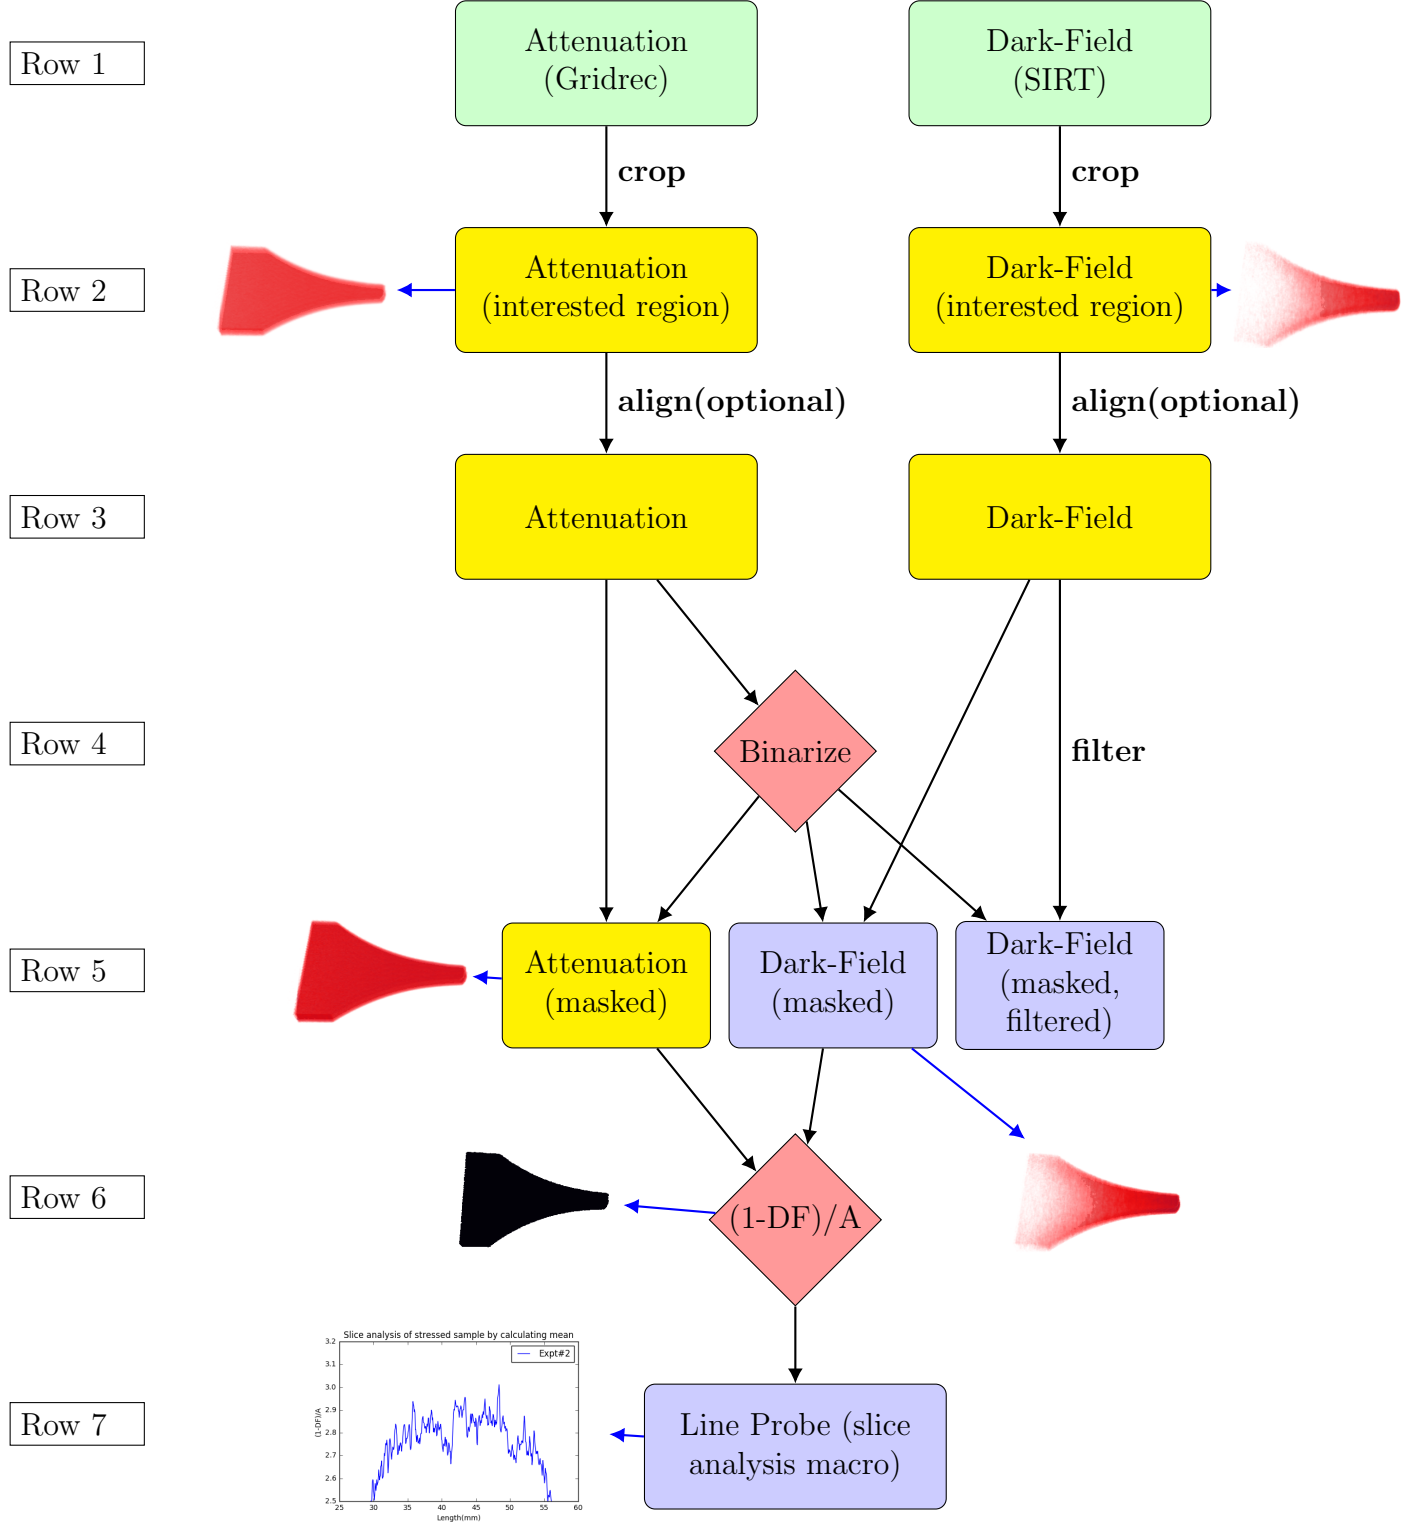 Row 1
Attenuation
(Gridrec)
Dark-Field
(SIRT)
crop
crop
Row 2
Attenuation
(interested region)
Dark-Field
(interested region)
align(optional)
align(optional)
Row 3
Attenuation
Dark-Field
Row 4
Binarize
filter
Row 5
Attenuation
(masked)
Dark-Field
(masked)
Dark-Field
(masked,
filtered)
Row 6
(1-DF)/A
Row 7
Slice analysis of stressed sample by calculating mean
Expt#2
3.2
3.1
3.0
2.9
2.8
2.7
2.6
2.5
(1-DF)/A
25 30 35 40 45 50 55 60
Length(mm)
Line Probe (slice
analysis macro)